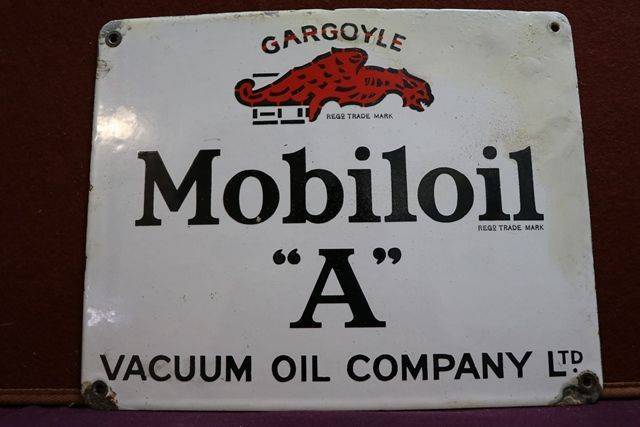 GARGOYLE
REGD TRADE MARK
Mobiloil
REGD TRADE MARK
“A”
VACUUM OIL COMPANY LTD.